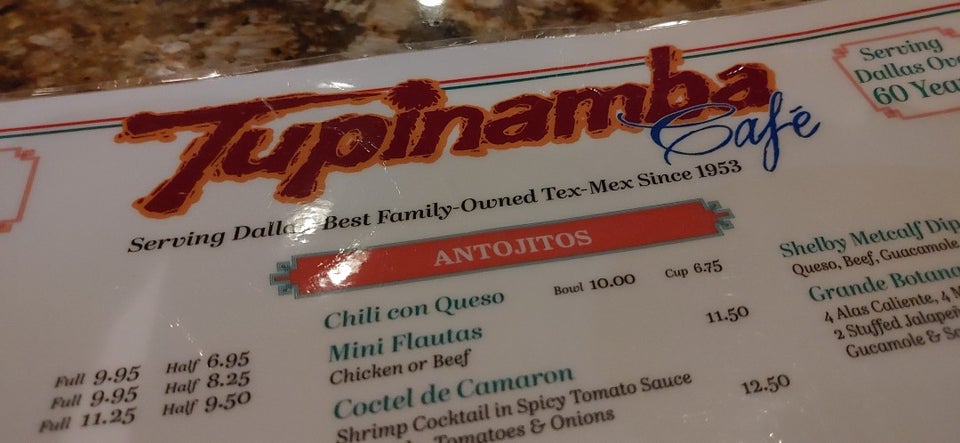 Tupinamba
Café
Serving Dallas Best Family-Owned Tex-Mex Since 1953
Serving
Dallas
60
ANTOJITOS
Chili con Queso Bowl 10.00 Cup 6.75
Mini Flautas 11.50
Chicken or Beef
Coctel de Camaron 12.50
Shrimp Cocktail in Spicy Tomato Sauce
Tomatoes & Onions
Full 9.95 Half 6.95
Full 9.95 Half 8.25
Full 11.25 Half 9.50
Shelby Metcalf Dip
Queso, Beef, Guacamole
Grande Botana
4 Alas Caliente, 4
2 Stuffed
Gucamole &